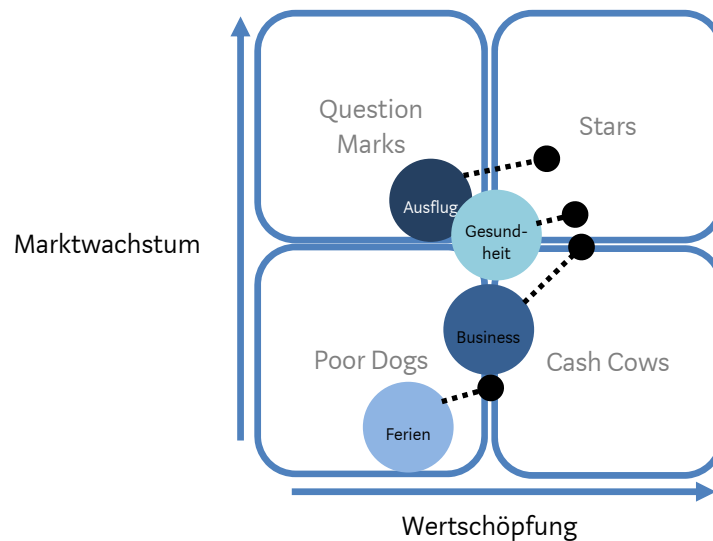 Question
Marks
Stars
Ausflug
Gesund-
heit
Marktwachstum
Business
Poor Dogs
Cash Cows
Ferien
Wertschöpfung